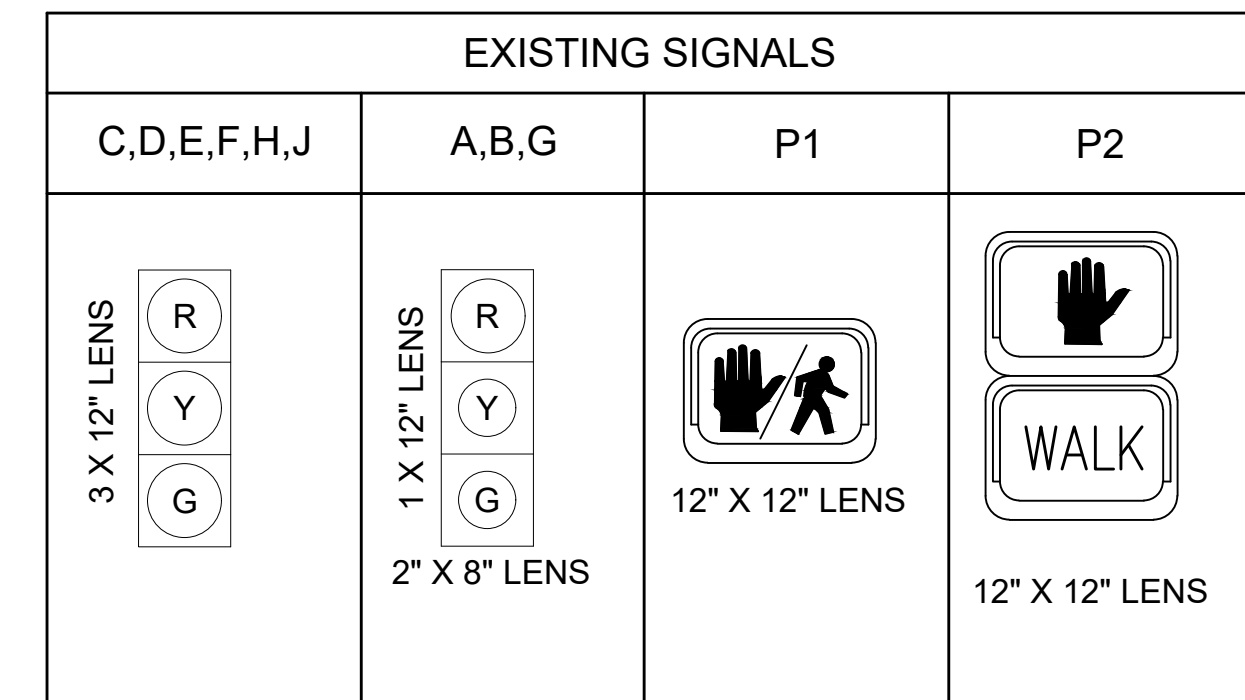 EXISTING SIGNALS
C,D,E,F,H,J
A,B,G
P1
P2
3 X 12" LENS
R
Y
G
1 X 12" LENS
R
Y
G
2" X 8" LENS
12" X 12" LENS
WALK
12" X 12" LENS